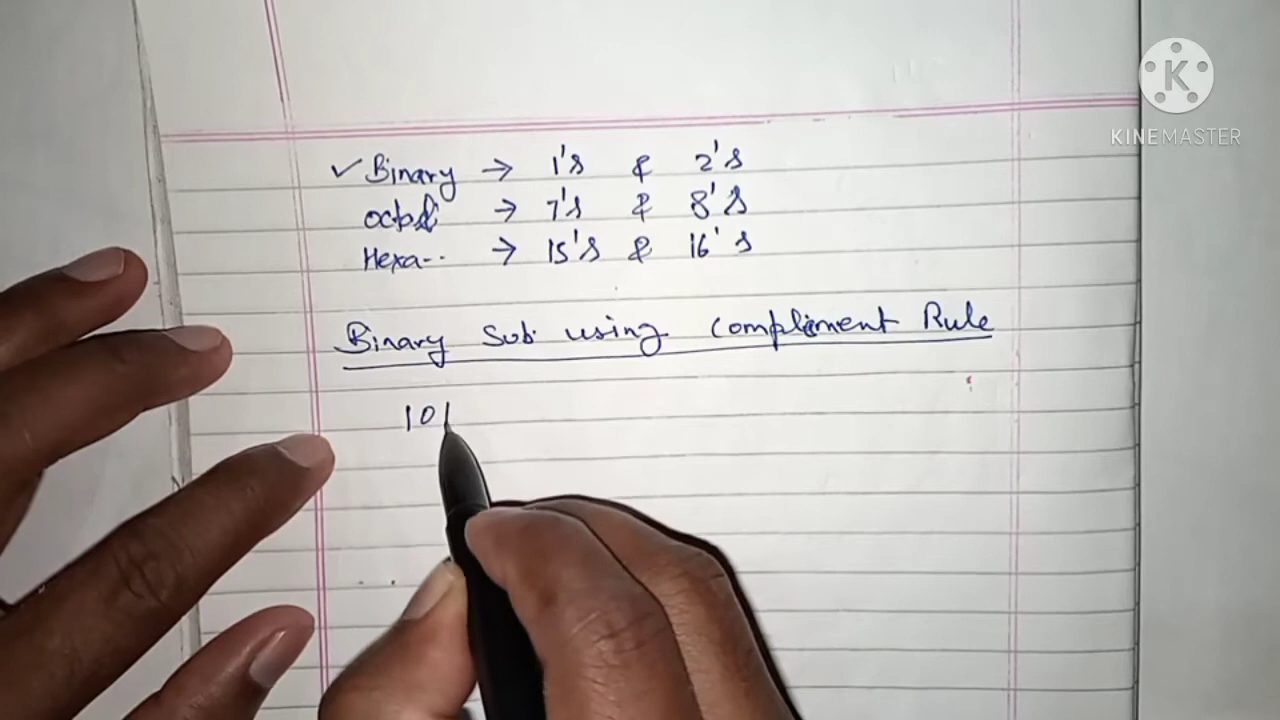 ✓ Binary → 1's & 2's
Octal → 7's & 8's
Hexa-- → 15's & 16's
Binary Sub using Compliment Rule
101
K
KINEMASTER